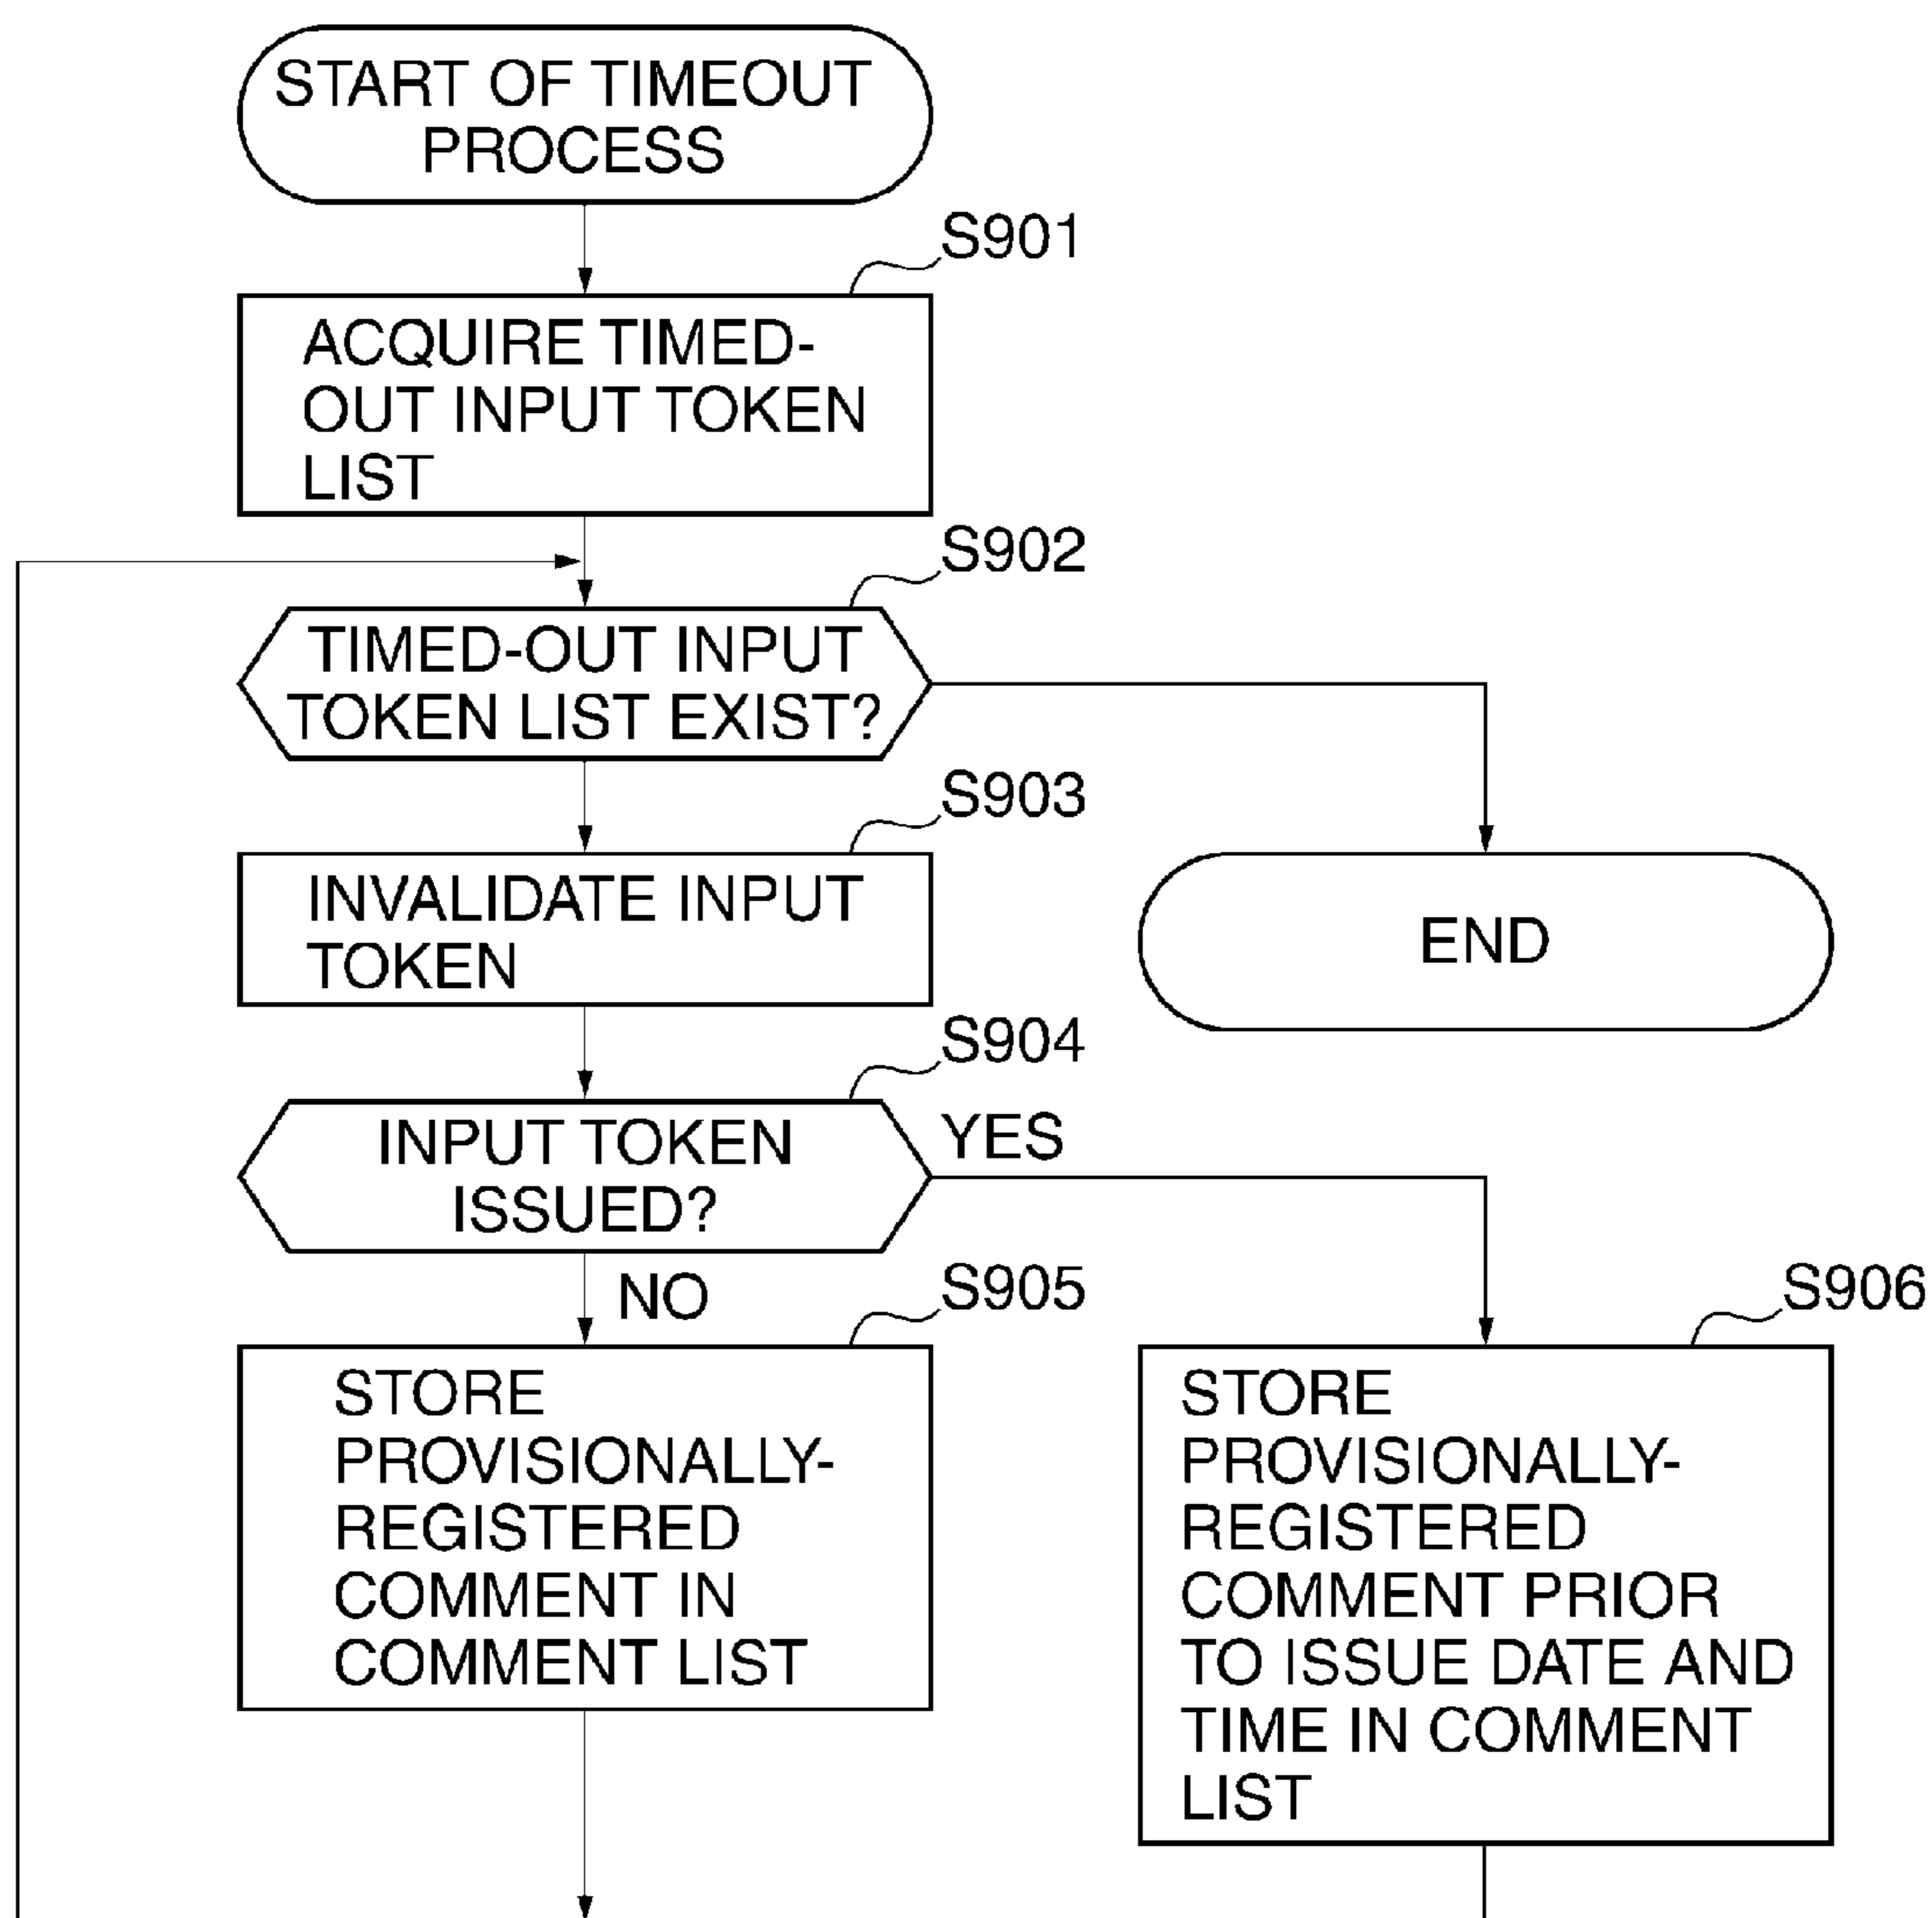 START OF TIMEOUT
PROCESS
S901
ACQUIRE TIMED-
OUT INPUT TOKEN
LIST
S902
TIMED-OUT INPUT
TOKEN LIST EXIST?
S903
INVALIDATE INPUT
TOKEN
END
S904
INPUT TOKEN
ISSUED?
YES
NO
S905
STORE
PROVISIONALLY-
REGISTERED
COMMENT IN
COMMENT LIST
S906
STORE
PROVISIONALLY-
REGISTERED
COMMENT PRIOR
TO ISSUE DATE AND
TIME IN COMMENT
LIST